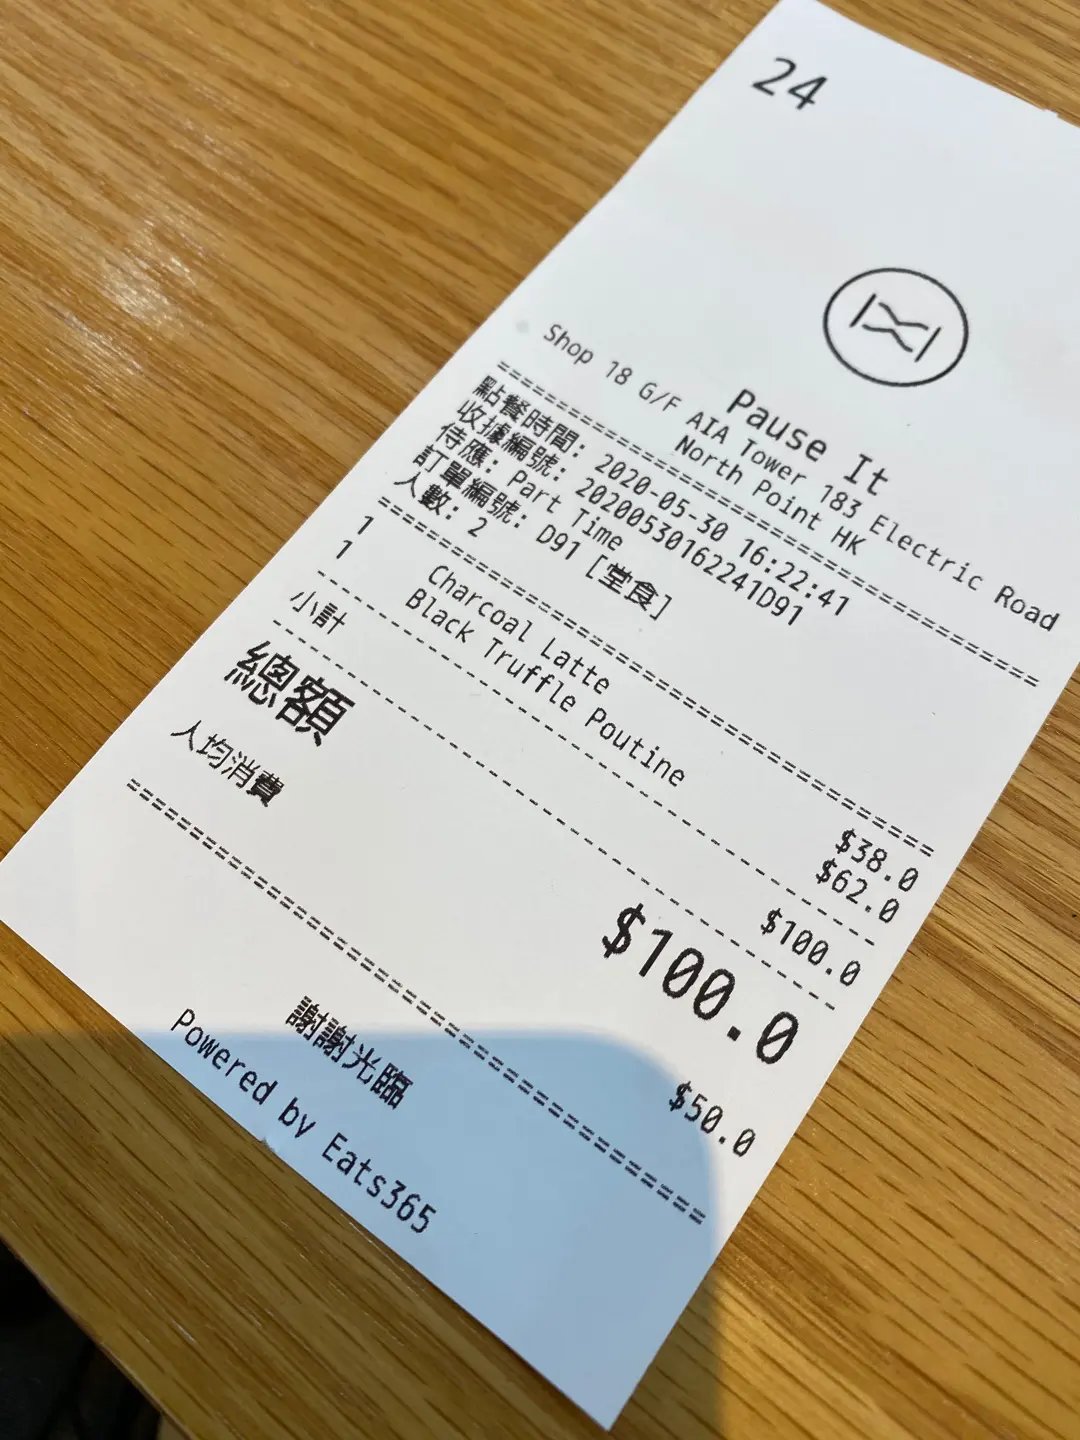 24
Pause It
Shop 18 G/F AIA Tower 183 Electric Road
North Point HK
點餐時間: 2020-05-30 16:22:41
收據編號: 20200530162241D91
侍應: Part Time
訂單編號: D91 [堂食]
人數: 2
1 Charcoal Latte $38.0
1 Black Truffle Poutine $62.0
小計 $100.0
總額 $100.0
人均消費 $50.0
謝謝光臨
Powered by Eats365